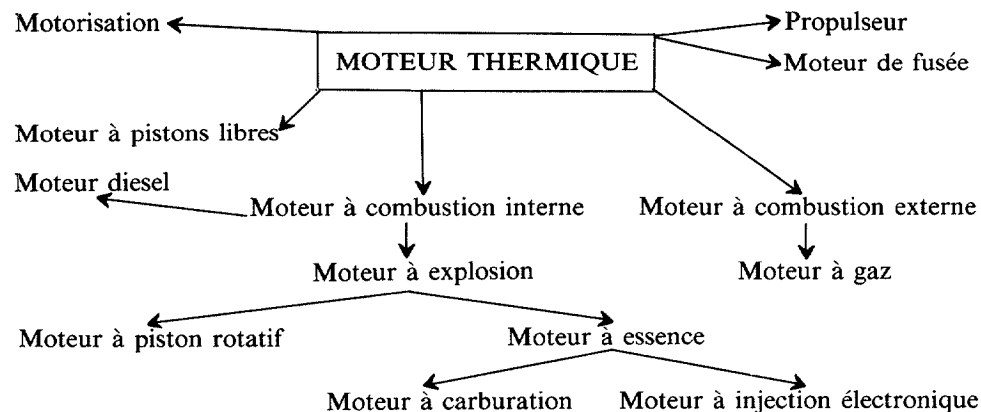 Motorisation
Propulseur
MOTEUR THERMIQUE
Moteur de fusée
Moteur à pistons libres
Moteur diesel
Moteur à combustion interne
Moteur à combustion externe
Moteur à explosion
Moteur à gaz
Moteur à piston rotatif
Moteur à essence
Moteur à carburation
Moteur à injection électronique